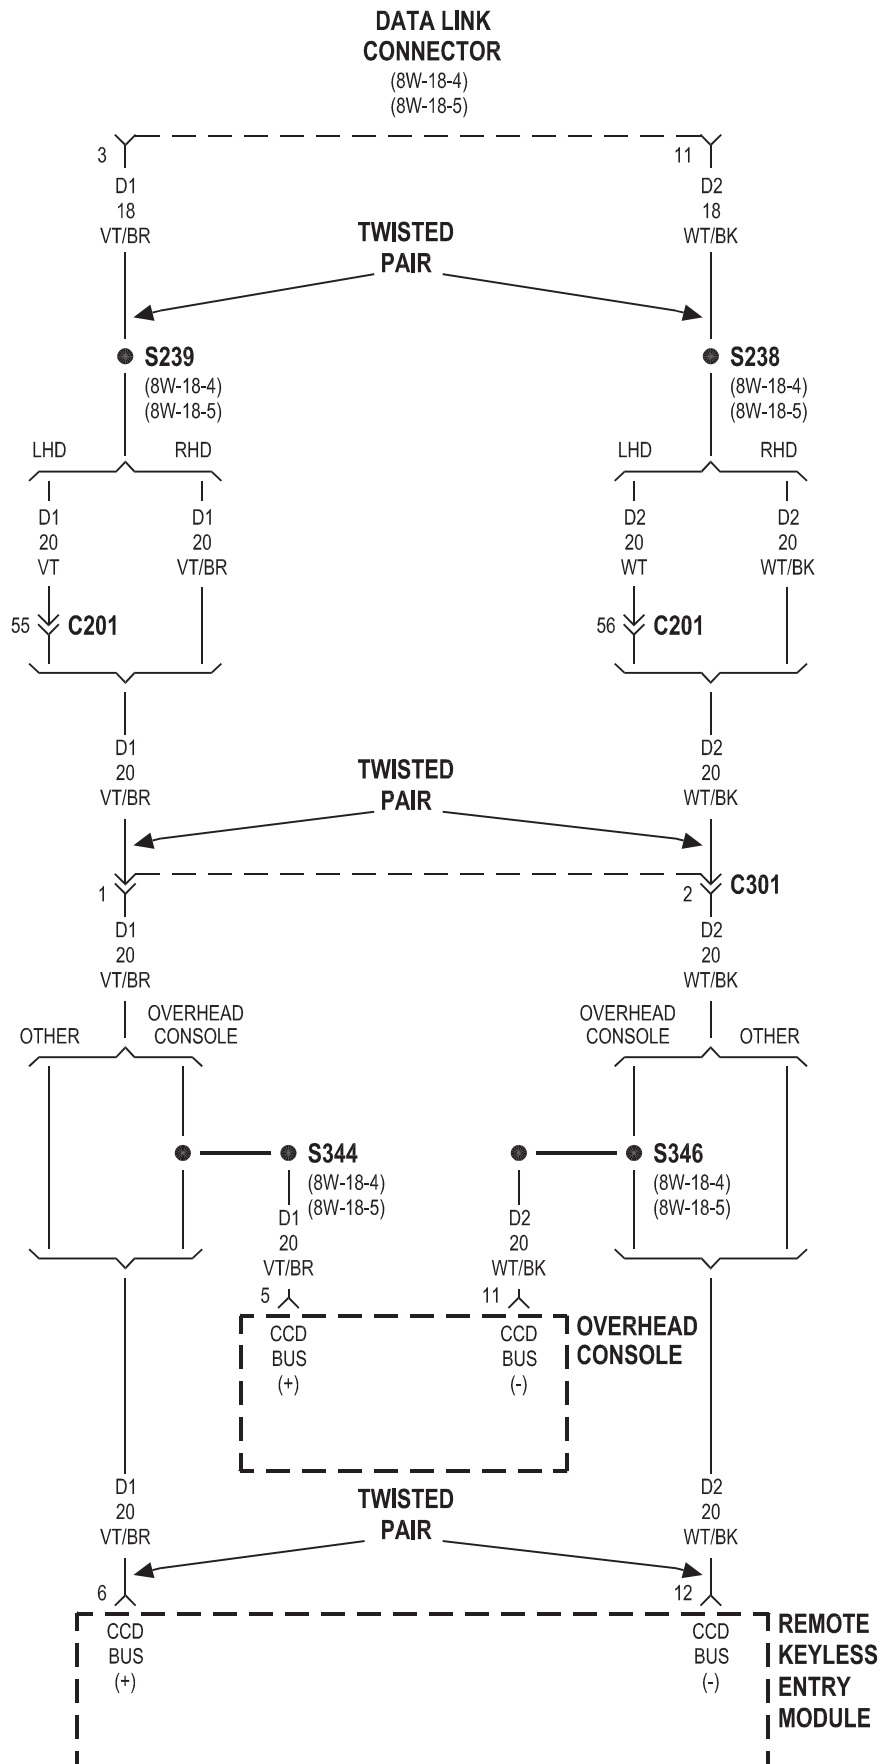 DATA LINK
CONNECTOR
(8W-18-4)
(8W-18-5)
3
11
D1
18
VT/BR
D2
18
WT/BK
TWISTED
PAIR
S239
(8W-18-4)
(8W-18-5)
S238
(8W-18-4)
(8W-18-5)
LHD
RHD
LHD
RHD
D1
20
VT
D1
20
VT/BR
D2
20
WT
D2
20
WT/BK
55
C201
56
C201
D1
20
VT/BR
D2
20
WT/BK
TWISTED
PAIR
1
2
C301
D1
20
VT/BR
D2
20
WT/BK
OTHER
OVERHEAD
CONSOLE
OVERHEAD
CONSOLE
OTHER
S344
(8W-18-4)
(8W-18-5)
S346
(8W-18-4)
(8W-18-5)
D1
20
VT/BR
D2
20
WT/BK
5
11
CCD
BUS
(+)
CCD
BUS
(-)
OVERHEAD
CONSOLE
D1
20
VT/BR
D2
20
WT/BK
TWISTED
PAIR
6
12
CCD
BUS
(+)
CCD
BUS
(-)
REMOTE
KEYLESS
ENTRY
MODULE